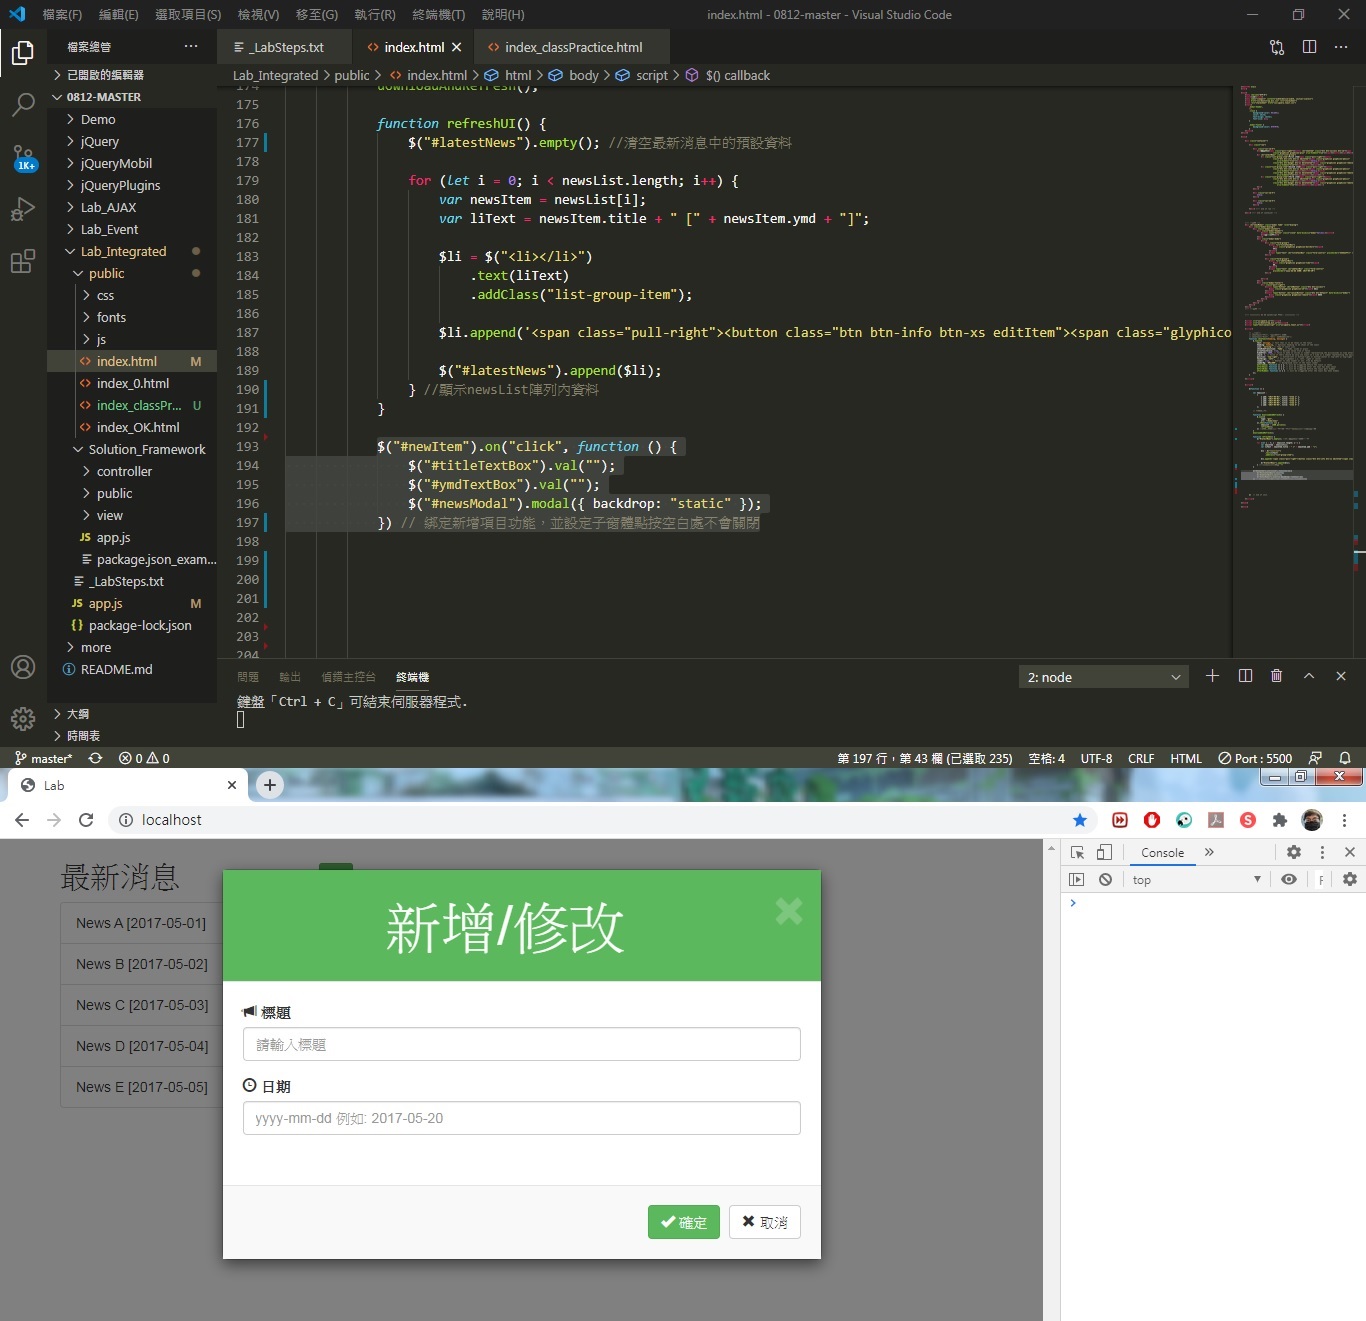 檔案(F) 編輯(E) 選取項目(S) 檢視(V) 移至(G) 執行(R) 終端機(T) 說明(H) index.html - 0812-master - Visual Studio Code
檔案總管 ···
_LabSteps.txt index.html index_classPractice.html
已開啟的編輯器
Lab_Integrated > public > index.html > html > body > script > $() callback
0812-MASTER
Demo
jQuery
jQueryMobil
jQueryPlugins
Lab_AJAX
Lab_Event
Lab_Integrated
public
css
fonts
js
index.html M
index_0.html
index_classPr... U
index_OK.html
Solution_Framework
controller
public
view
app.js
package.json_exam...
_LabSteps.txt
app.js M
package-lock.json
more
README.md
大綱
時間表
1K+
174 downloadAndRefresh();
175
176 function refreshUI() {
177 $("#latestNews").empty(); //清空最新消息中的預設資料
178
179 for (let i = 0; i < newsList.length; i++) {
180 var newsItem = newsList[i];
181 var liText = newsItem.title + " [" + newsItem.ymd + "]";
182
183 $li = $("<li></li>")
184 .text(liText)
185 .addClass("list-group-item");
186
187 $li.append('<span class="pull-right"><button class="btn btn-info btn-xs editItem"><span class="glyphico
188
189 $("#latestNews").append($li);
190 } //顯示newsList陣列內資料
191 }
192
193 $("#newItem").on("click", function () {
194 $("#titleTextBox").val("");
195 $("#ymdTextBox").val("");
196 $("#newsModal").modal({ backdrop: "static" });
197 }) // 綁定新增項目功能，並設定子窗體點按空白處不會關閉
198
199
200
201
202
203
204
問題 輸出 偵錯主控台 終端機 2: node
鍵盤「Ctrl + C」可結束伺服器程式.
master* 0 0 第 197 行，第 43 欄 (已選取 235) 空格: 4 UTF-8 CRLF HTML Port : 5500
Lab
localhost
最新消息
News A [2017-05-01]
News B [2017-05-02]
News C [2017-05-03]
News D [2017-05-04]
News E [2017-05-05]
新增/修改
標題
請輸入標題
日期
yyyy-mm-dd 例如: 2017-05-20
確定 取消
Console
top